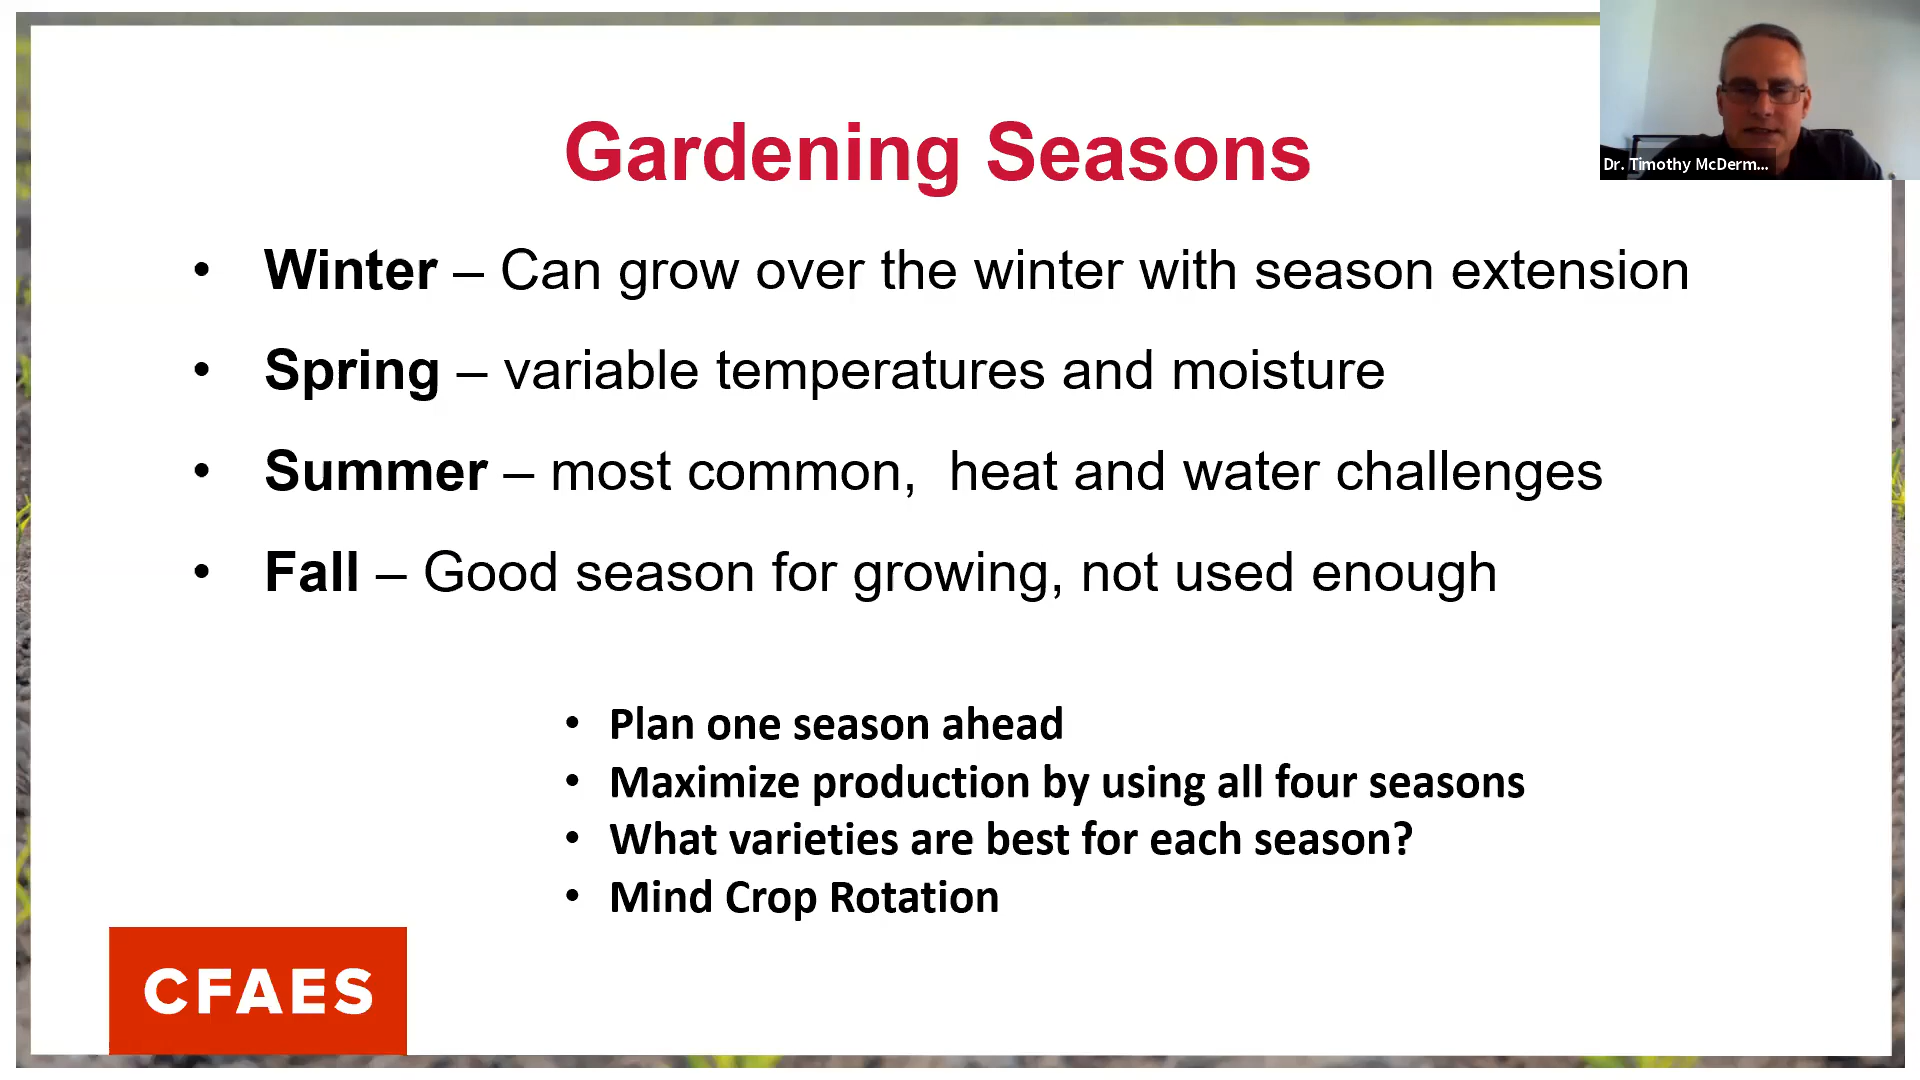 Gardening Seasons
Dr. Timothy McDerm...
• Winter – Can grow over the winter with season extension
• Spring – variable temperatures and moisture
• Summer – most common,  heat and water challenges
• Fall – Good season for growing, not used enough
• Plan one season ahead
• Maximize production by using all four seasons
• What varieties are best for each season?
• Mind Crop Rotation
CFAES